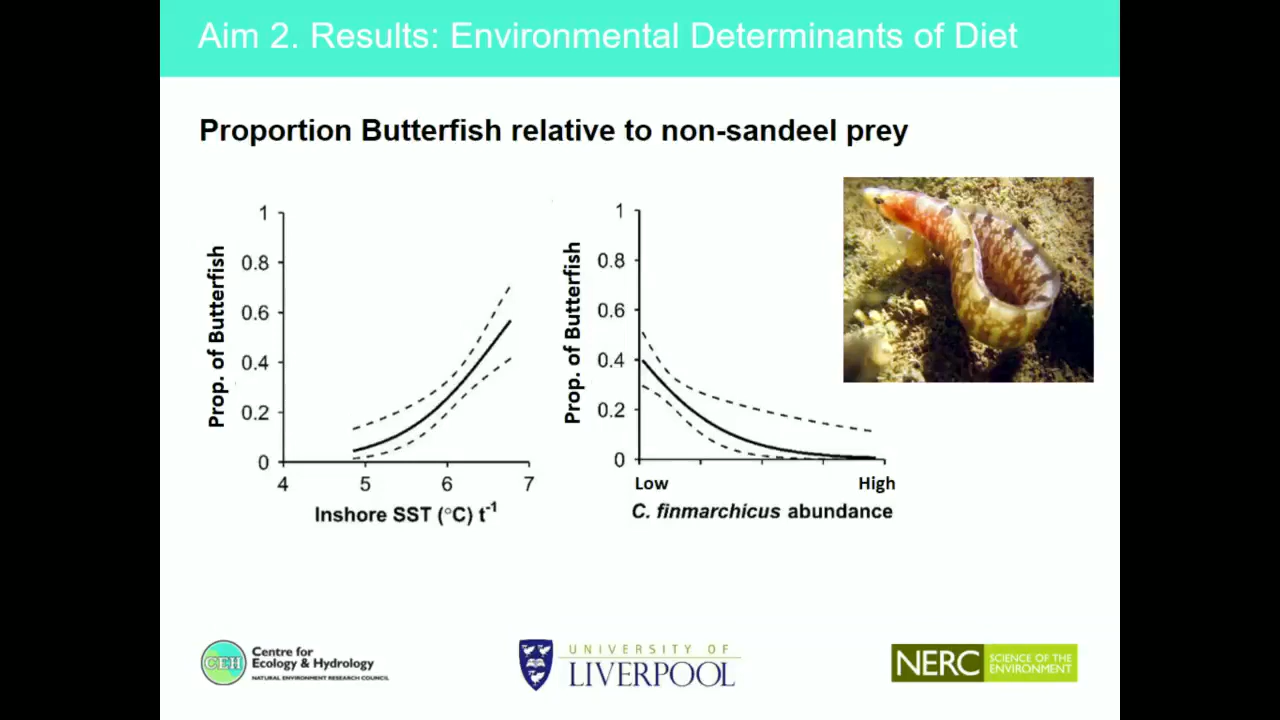 Aim 2. Results: Environmental Determinants of Diet
Proportion Butterfish relative to non-sandeel prey
Prop. of Butterfish
1
0.8
0.6
0.4
0.2
0
4
5
6
7
Inshore SST (°C) t-1
Prop. of Butterfish
1
0.8
0.6
0.4
0.2
0
Low
High
C. finmarchicus abundance
CEH
Centre for
Ecology & Hydrology
NATURAL ENVIRONMENT RESEARCH COUNCIL
UNIVERSITY OF
LIVERPOOL
NERC
SCIENCE OF THE
ENVIRONMENT